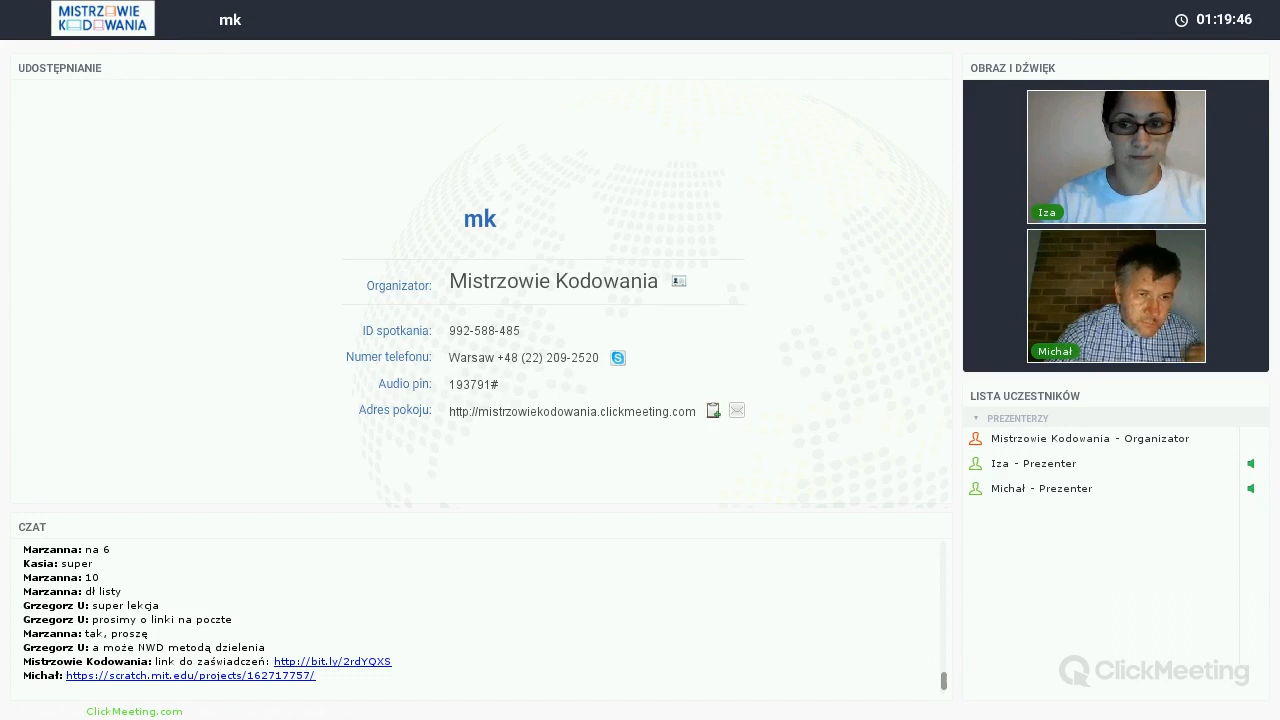 MISTRZOWIE
KODOWANIA
mk
01:19:46
UDOSTĘPNIANIE
mk
Organizator: Mistrzowie Kodowania
ID spotkania: 992-588-485
Numer telefonu: Warsaw +48 (22) 209-2520
Audio pin: 193791#
Adres pokoju: http://mistrzowiekodowania.clickmeeting.com
OBRAZ I DŹWIĘK
Iza
Michał
LISTA UCZESTNIKÓW
PREZENTERZY
Mistrzowie Kodowania - Organizator
Iza - Prezenter
Michał - Prezenter
CZAT
Marzanna: na 6
Kasia: super
Marzanna: 10
Marzanna: dł listy
Grzegorz U: super lekcja
Grzegorz U: prosimy o linki na poczte
Marzanna: tak, proszę
Grzegorz U: a może NWD metodą dzielenia
Mistrzowie Kodowania: link do zaświadczeń: http://bit.ly/2rdYQXS
Michał: https://scratch.mit.edu/projects/162717757/
ClickMeeting
ClickMeeting.com